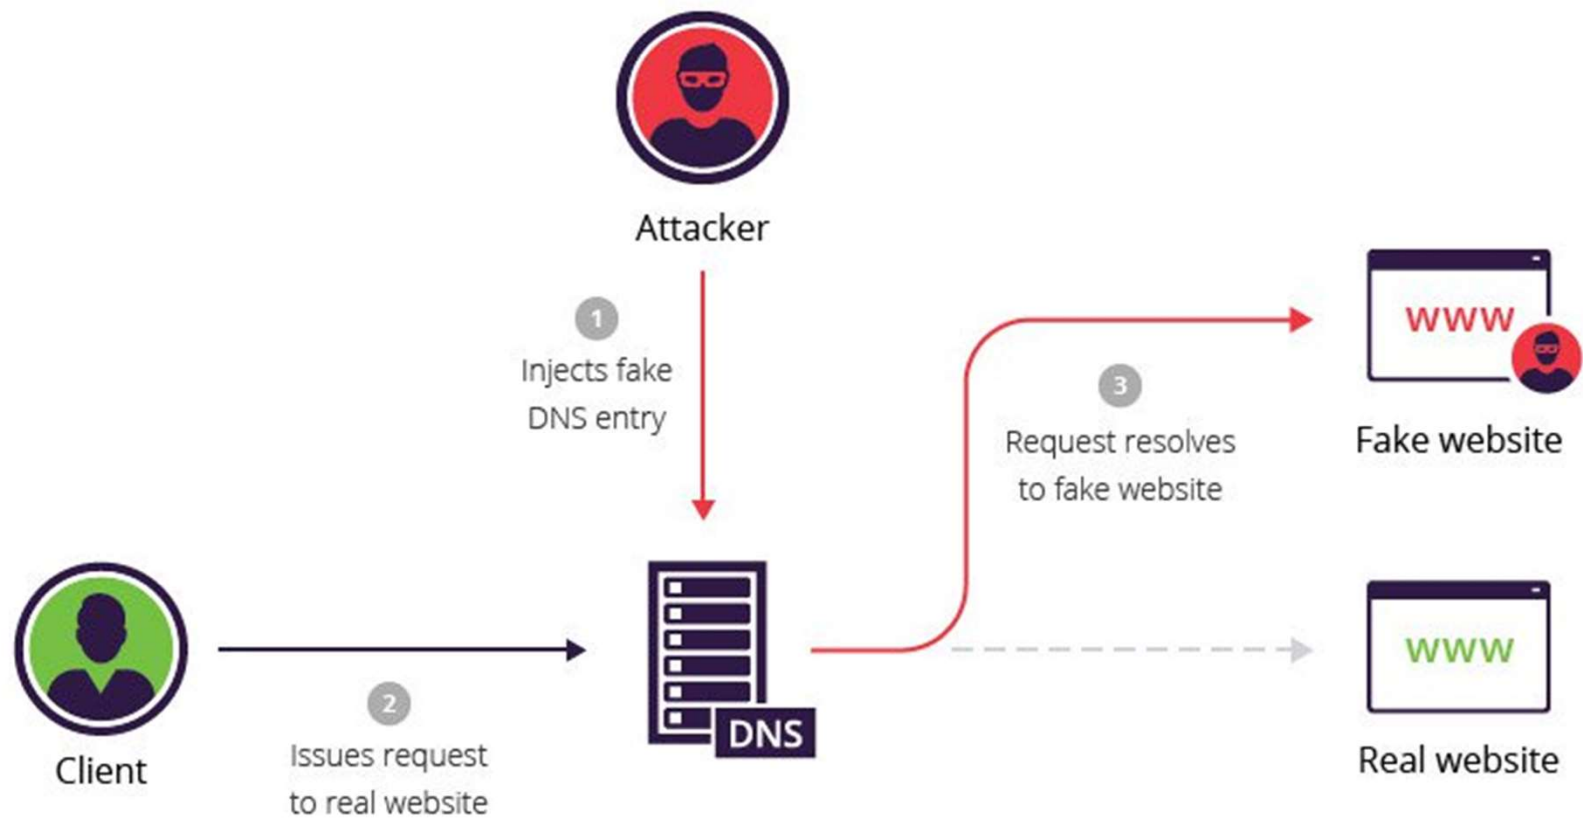 Attacker
1
Injects fake
DNS entry
www
3
Request resolves
to fake website
Fake website
DNS
www
2
Issues request
to real website
Client
Real website